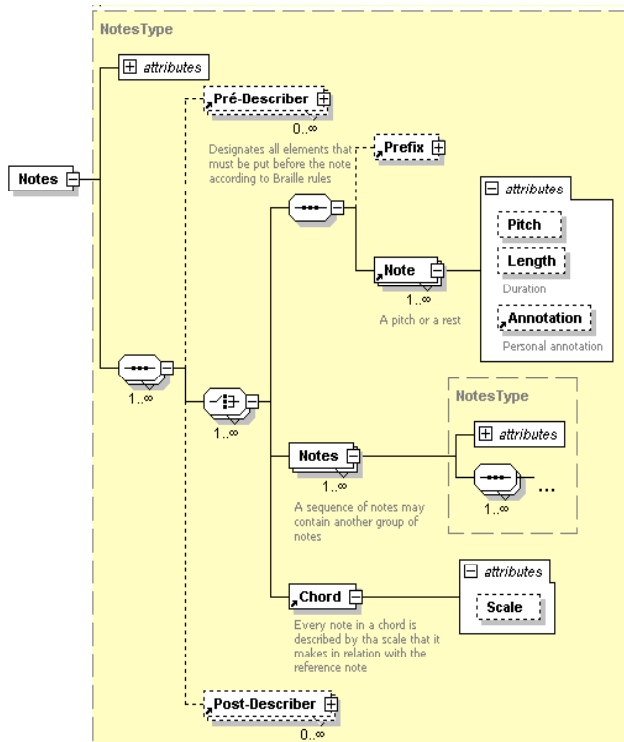 NotesType
attributes
Pré-Describer
0..∞
Designates all elements that
must be put before the note
according to Braille rules
Prefix
Notes
attributes
Pitch
Length
Duration
Annotation
Personal annotation
Note
1..∞
A pitch or a rest
1..∞
1..∞
NotesType
attributes
1..∞
...
Notes
1..∞
A sequence of notes may
contain another group of
notes
attributes
Scale
Chord
Every note in a chord is
described by tha scale that it
makes in relation with the
reference note
Post-Describer
0..∞